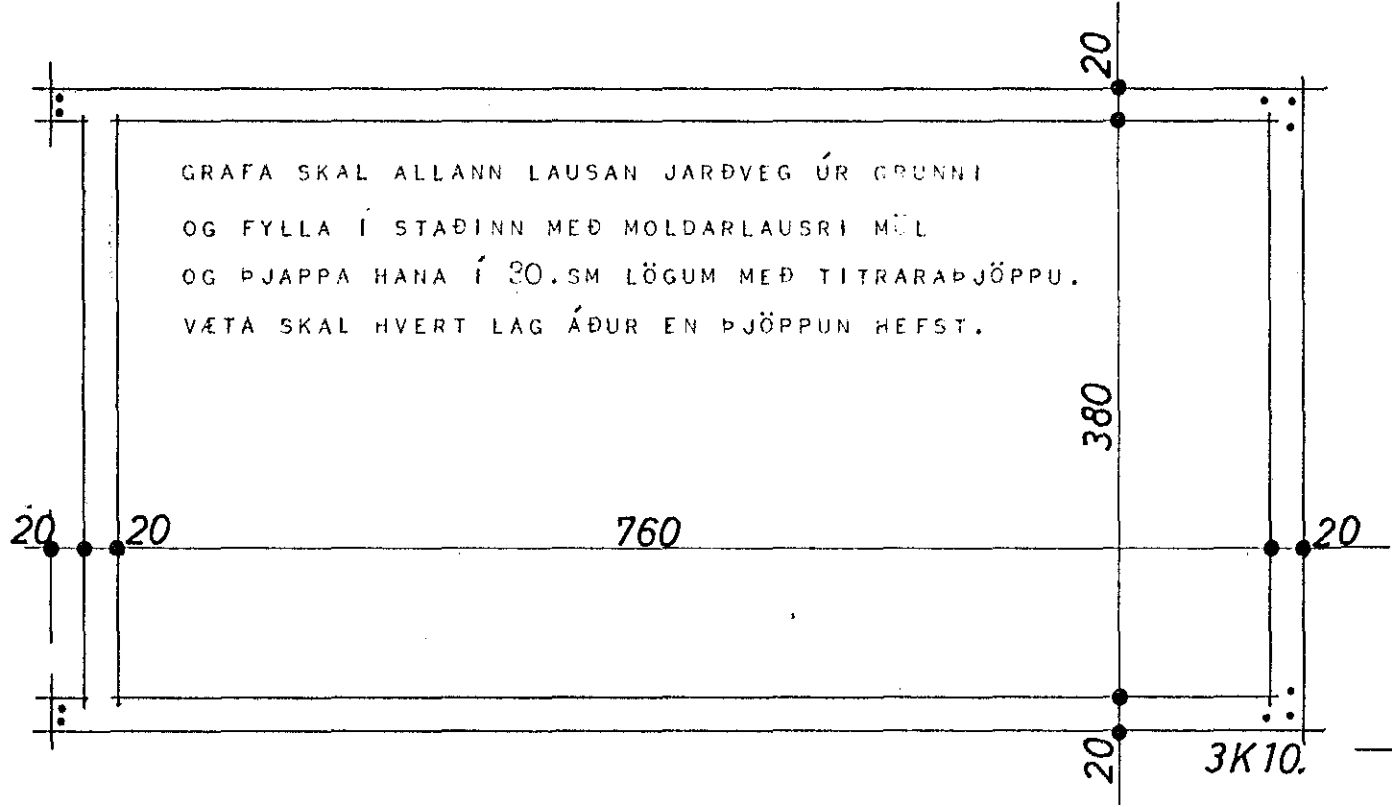 20
GRAFA SKAL ALLANN LAUSAN JARÐVEG ÚR GRUNNI
OG FYLLA Í STAÐINN MEÐ MOLDARLAUSRI MÖL
OG ÞJAPPA HANA Í 30.SM LÖGUM MEÐ TITRARAÞJÖPPU.
VÆTA SKAL HVERT LAG ÁÐUR EN ÞJÖPPUN HEFST.
380
20 20 760 20
20
3K10.